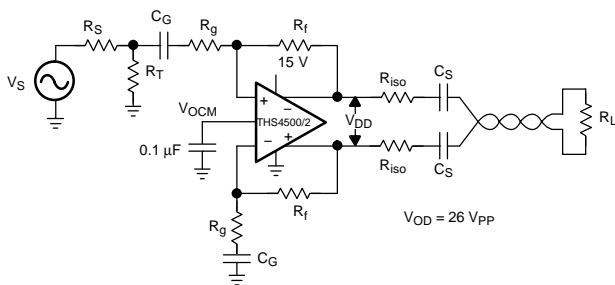 C_G
R_S
R_g
R_f
15 V
V_S
R_T
R_iso
C_S
V_OCM
+
−
THS4500/2
V_DD
R_L
−
+
0.1 µF
R_iso
C_S
R_f
R_g
V_OD = 26 V_PP
C_G